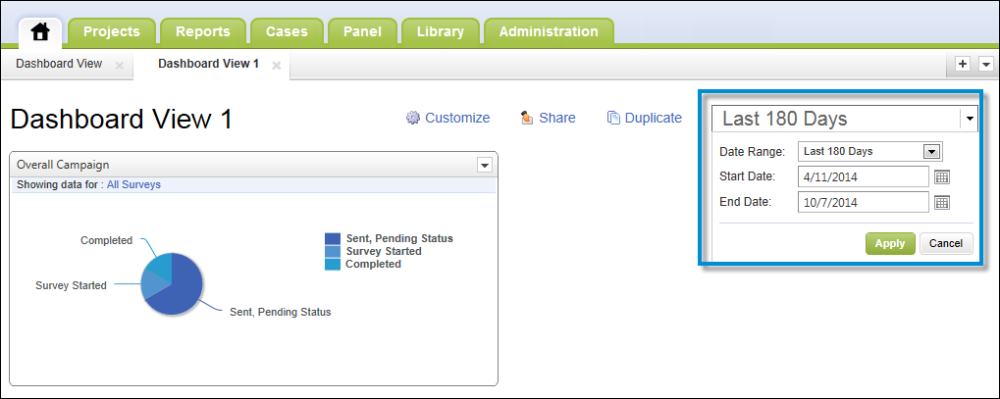 Projects Reports Cases Panel Library Administration
Dashboard View Dashboard View 1
Dashboard View 1
Customize Share Duplicate
Last 180 Days
Date Range: Last 180 Days
Start Date: 4/11/2014
End Date: 10/7/2014
Apply Cancel
Overall Campaign
Showing data for : All Surveys
Completed
Survey Started
Sent, Pending Status
Sent, Pending Status
Survey Started
Completed